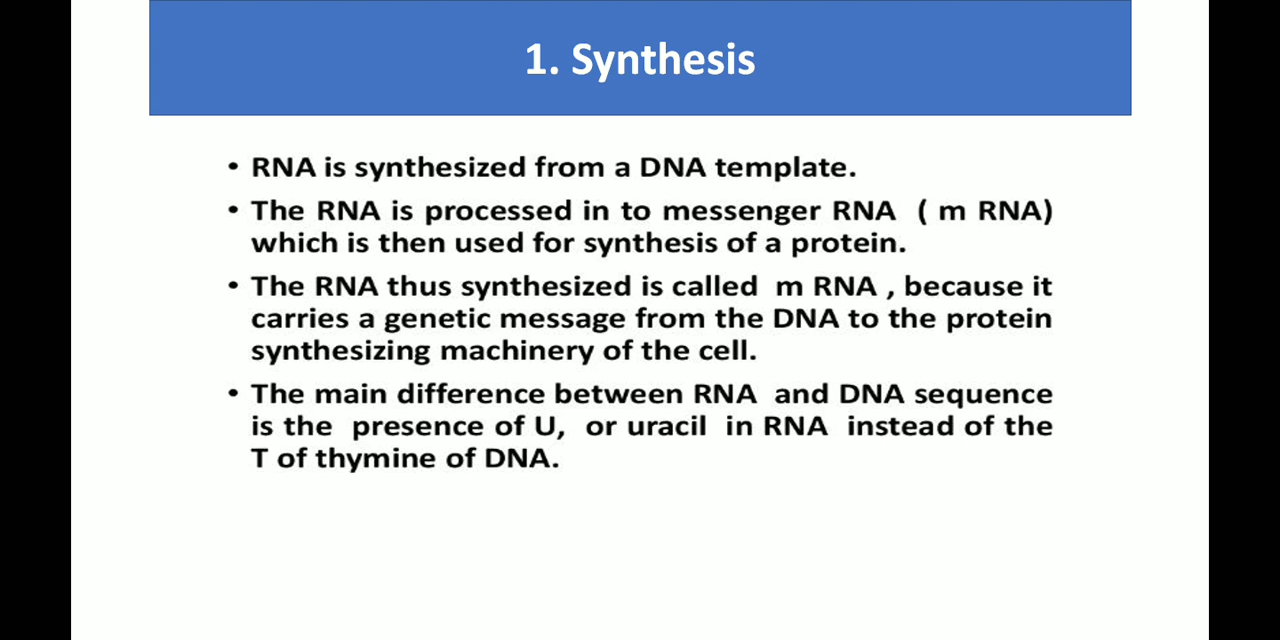 1. Synthesis
• RNA is synthesized from a DNA template.
• The RNA is processed in to messenger RNA ( m RNA)
which is then used for synthesis of a protein.
• The RNA thus synthesized is called m RNA , because it
carries a genetic message from the DNA to the protein
synthesizing machinery of the cell.
• The main difference between RNA and DNA sequence
is the presence of U, or uracil in RNA instead of the
T of thymine of DNA.